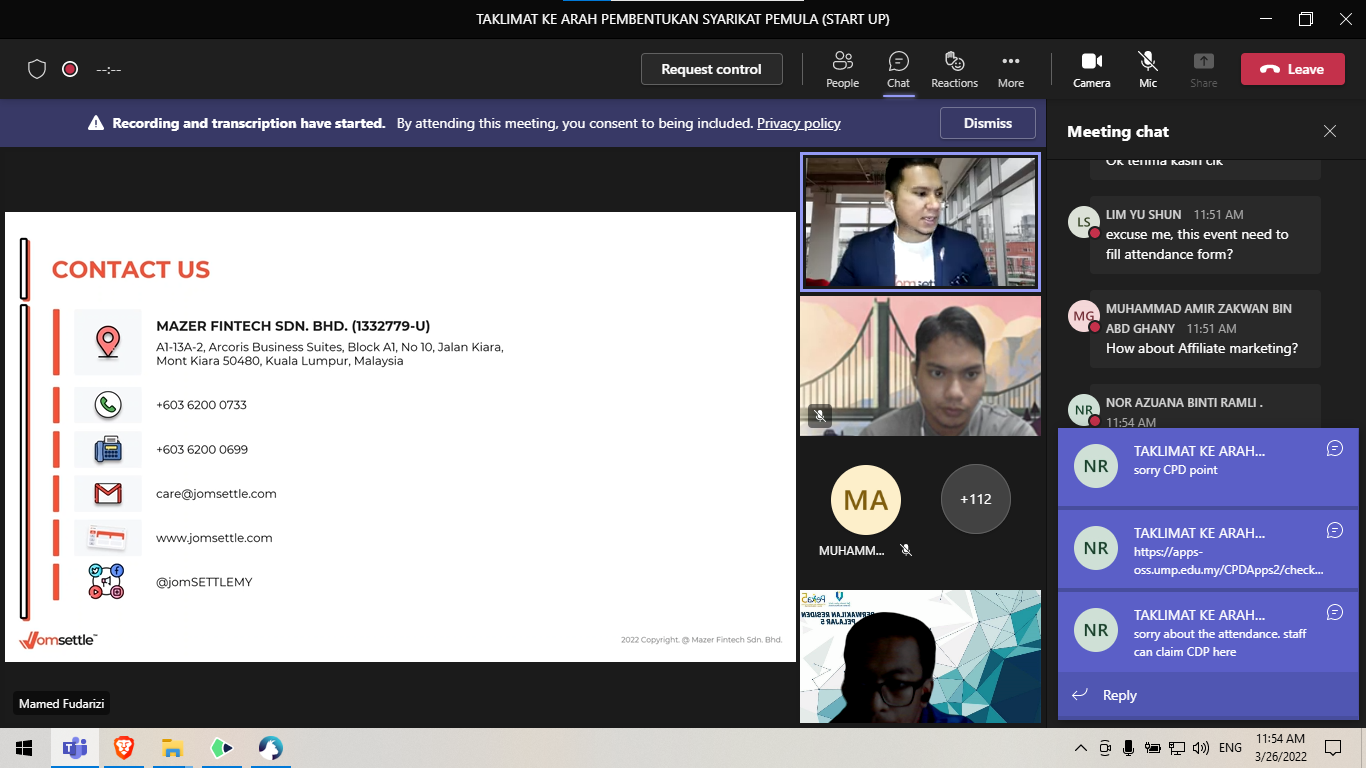 TAKLIMAT KE ARAH PEMBENTUKAN SYARIKAT PEMULA (START UP)
--:--
Request control
People
Chat
Reactions
More
Camera
Mic
Share
Leave
Recording and transcription have started. By attending this meeting, you consent to being included. Privacy policy
Dismiss
CONTACT US
MAZER FINTECH SDN. BHD. (1332779-U)
A1-13A-2, Arcoris Business Suites, Block A1, No 10, Jalan Kiara,
Mont Kiara 50480, Kuala Lumpur, Malaysia
+603 6200 0733
+603 6200 0699
care@jomsettle.com
www.jomsettle.com
@jomSETTLEMY
Jomsettle™
2022 Copyright. @ Mazer Fintech Sdn. Bhd.
Mamed Fudarizi
MA
+112
MUHAMM...
PERWAKILAN RESIDEN
PELAJAR 5
Meeting chat
Ok terima kasih cik
LS
LIM YU SHUN 11:51 AM
excuse me, this event need to
fill attendance form?
MG
MUHAMMAD AMIR ZAKWAN BIN
ABD GHANY 11:51 AM
How about Affiliate marketing?
NR
NOR AZUANA BINTI RAMLI .
11:54 AM
NR
TAKLIMAT KE ARAH...
sorry CPD point
NR
TAKLIMAT KE ARAH...
https://apps-
oss.ump.edu.my/CPDApps2/check...
NR
TAKLIMAT KE ARAH...
sorry about the attendance. staff
can claim CDP here
Reply
ENG
11:54 AM
3/26/2022